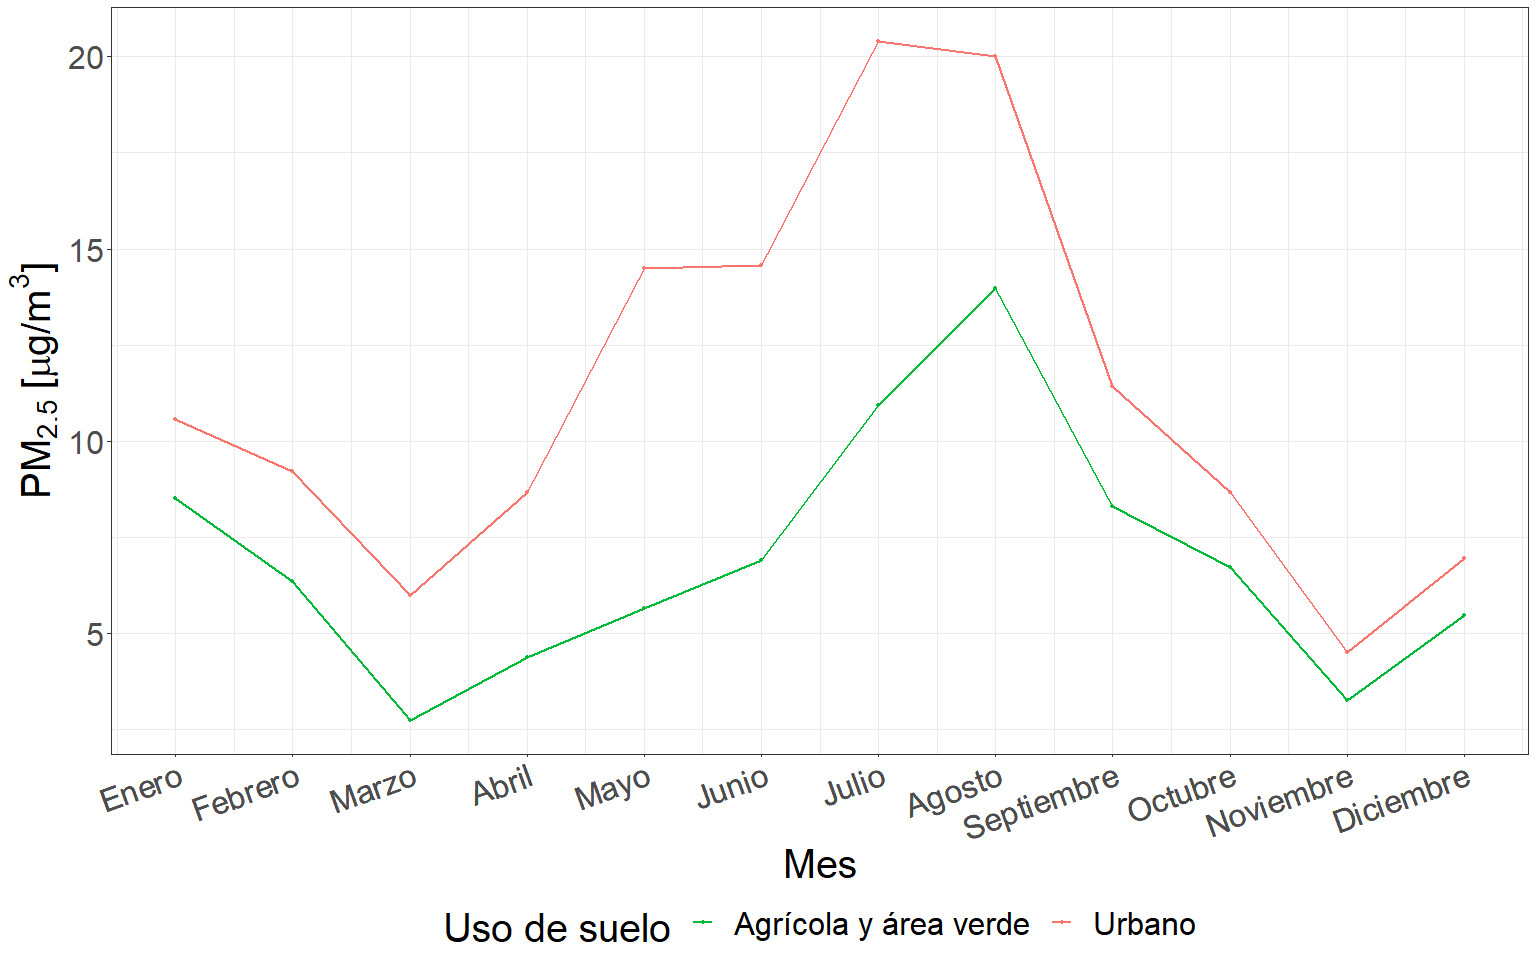 20
15
10
5
PM2.5 [µg/m3]
Enero
Febrero
Marzo
Abril
Mayo
Junio
Julio
Agosto
Septiembre
Octubre
Noviembre
Diciembre
Mes
Uso de suelo Agrícola y área verde Urbano